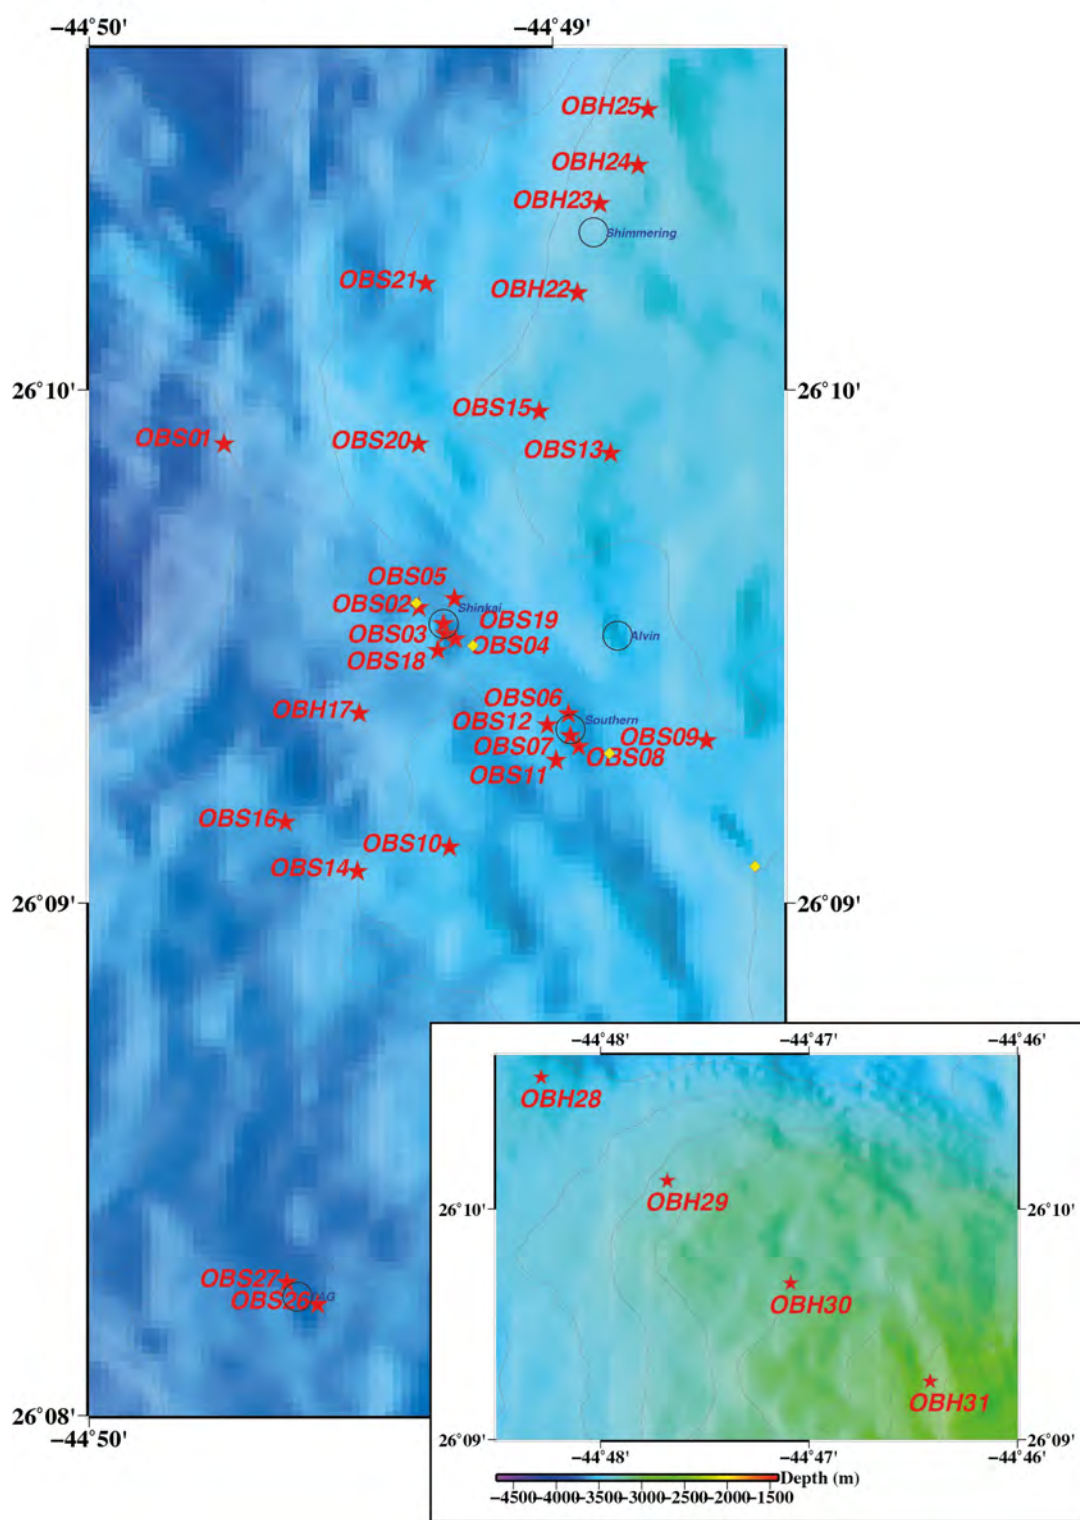 −44˚50' −44˚49'
OBH25
OBH24
OBH23
Shimmering
OBS21
OBH22
26˚10' 26˚10'
OBS15
OBS01 OBS20
OBS13
OBS05
OBS02 Shinkai
OBS19
OBS03 Alvin
OBS04
OBS18
OBS06
OBH17
OBS12 Southern
OBS09
OBS07
OBS08
OBS11
OBS16
OBS10
OBS14
26˚09' 26˚09'
−44˚48' −44˚47' −44˚46'
OBH28
OBH29
26˚10' 26˚10'
OBS27
OBS26
OBH30
OBH31
26˚08'
−44˚50'
26˚09' 26˚09'
−44˚48' −44˚47' −44˚46'
Depth (m)
−4500 −4000 −3500 −3000 −2500 −2000 −1500